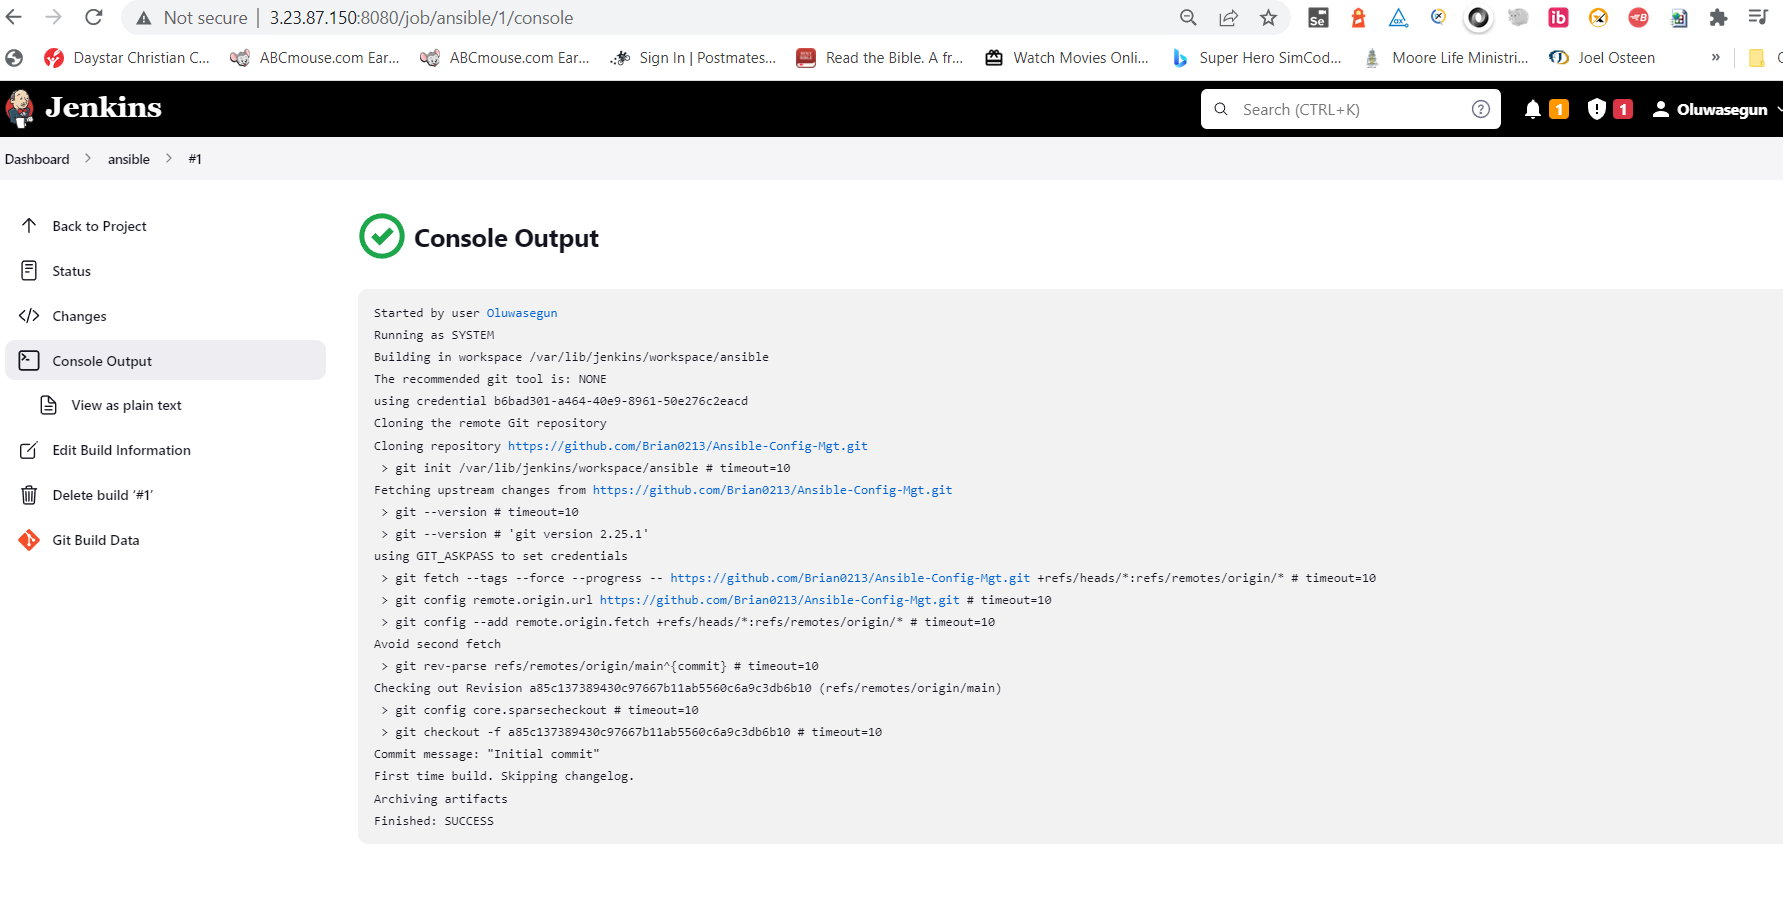 Not secure | 3.23.87.150:8080/job/ansible/1/console
Daystar Christian C... ABCmouse.com Ear... ABCmouse.com Ear... Sign In | Postmates... Read the Bible. A fr... Watch Movies Onli... Super Hero SimCod... Moore Life Ministri... Joel Osteen »
Jenkins Search (CTRL+K) 1 1 Oluwasegun
Dashboard > ansible > #1
Back to Project
Status
Changes
Console Output
View as plain text
Edit Build Information
Delete build ‘#1’
Git Build Data
Console Output
Started by user Oluwasegun
Running as SYSTEM
Building in workspace /var/lib/jenkins/workspace/ansible
The recommended git tool is: NONE
using credential b6bad301-a464-40e9-8961-50e276c2eacd
Cloning the remote Git repository
Cloning repository https://github.com/Brian0213/Ansible-Config-Mgt.git
> git init /var/lib/jenkins/workspace/ansible # timeout=10
Fetching upstream changes from https://github.com/Brian0213/Ansible-Config-Mgt.git
> git --version # timeout=10
> git --version # 'git version 2.25.1'
using GIT_ASKPASS to set credentials
> git fetch --tags --force --progress -- https://github.com/Brian0213/Ansible-Config-Mgt.git +refs/heads/*:refs/remotes/origin/* # timeout=10
> git config remote.origin.url https://github.com/Brian0213/Ansible-Config-Mgt.git # timeout=10
> git config --add remote.origin.fetch +refs/heads/*:refs/remotes/origin/* # timeout=10
Avoid second fetch
> git rev-parse refs/remotes/origin/main^{commit} # timeout=10
Checking out Revision a85c137389430c97667b11ab5560c6a9c3db6b10 (refs/remotes/origin/main)
> git config core.sparsecheckout # timeout=10
> git checkout -f a85c137389430c97667b11ab5560c6a9c3db6b10 # timeout=10
Commit message: "Initial commit"
First time build. Skipping changelog.
Archiving artifacts
Finished: SUCCESS